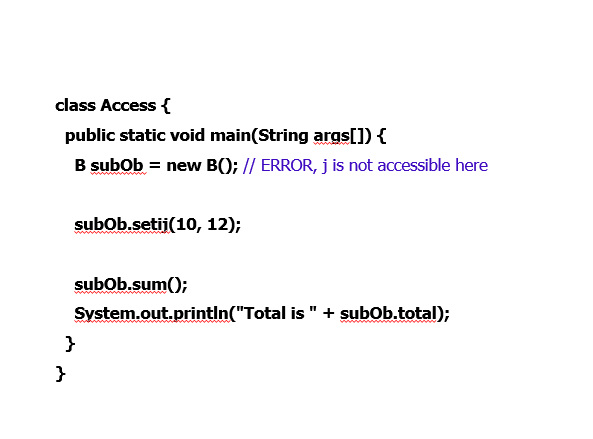 class Access {
public static void main(String args[]) {
B subOb = new B(); // ERROR, j is not accessible here
subOb.setij(10, 12);
subOb.sum();
System.out.println("Total is " + subOb.total);
}
}